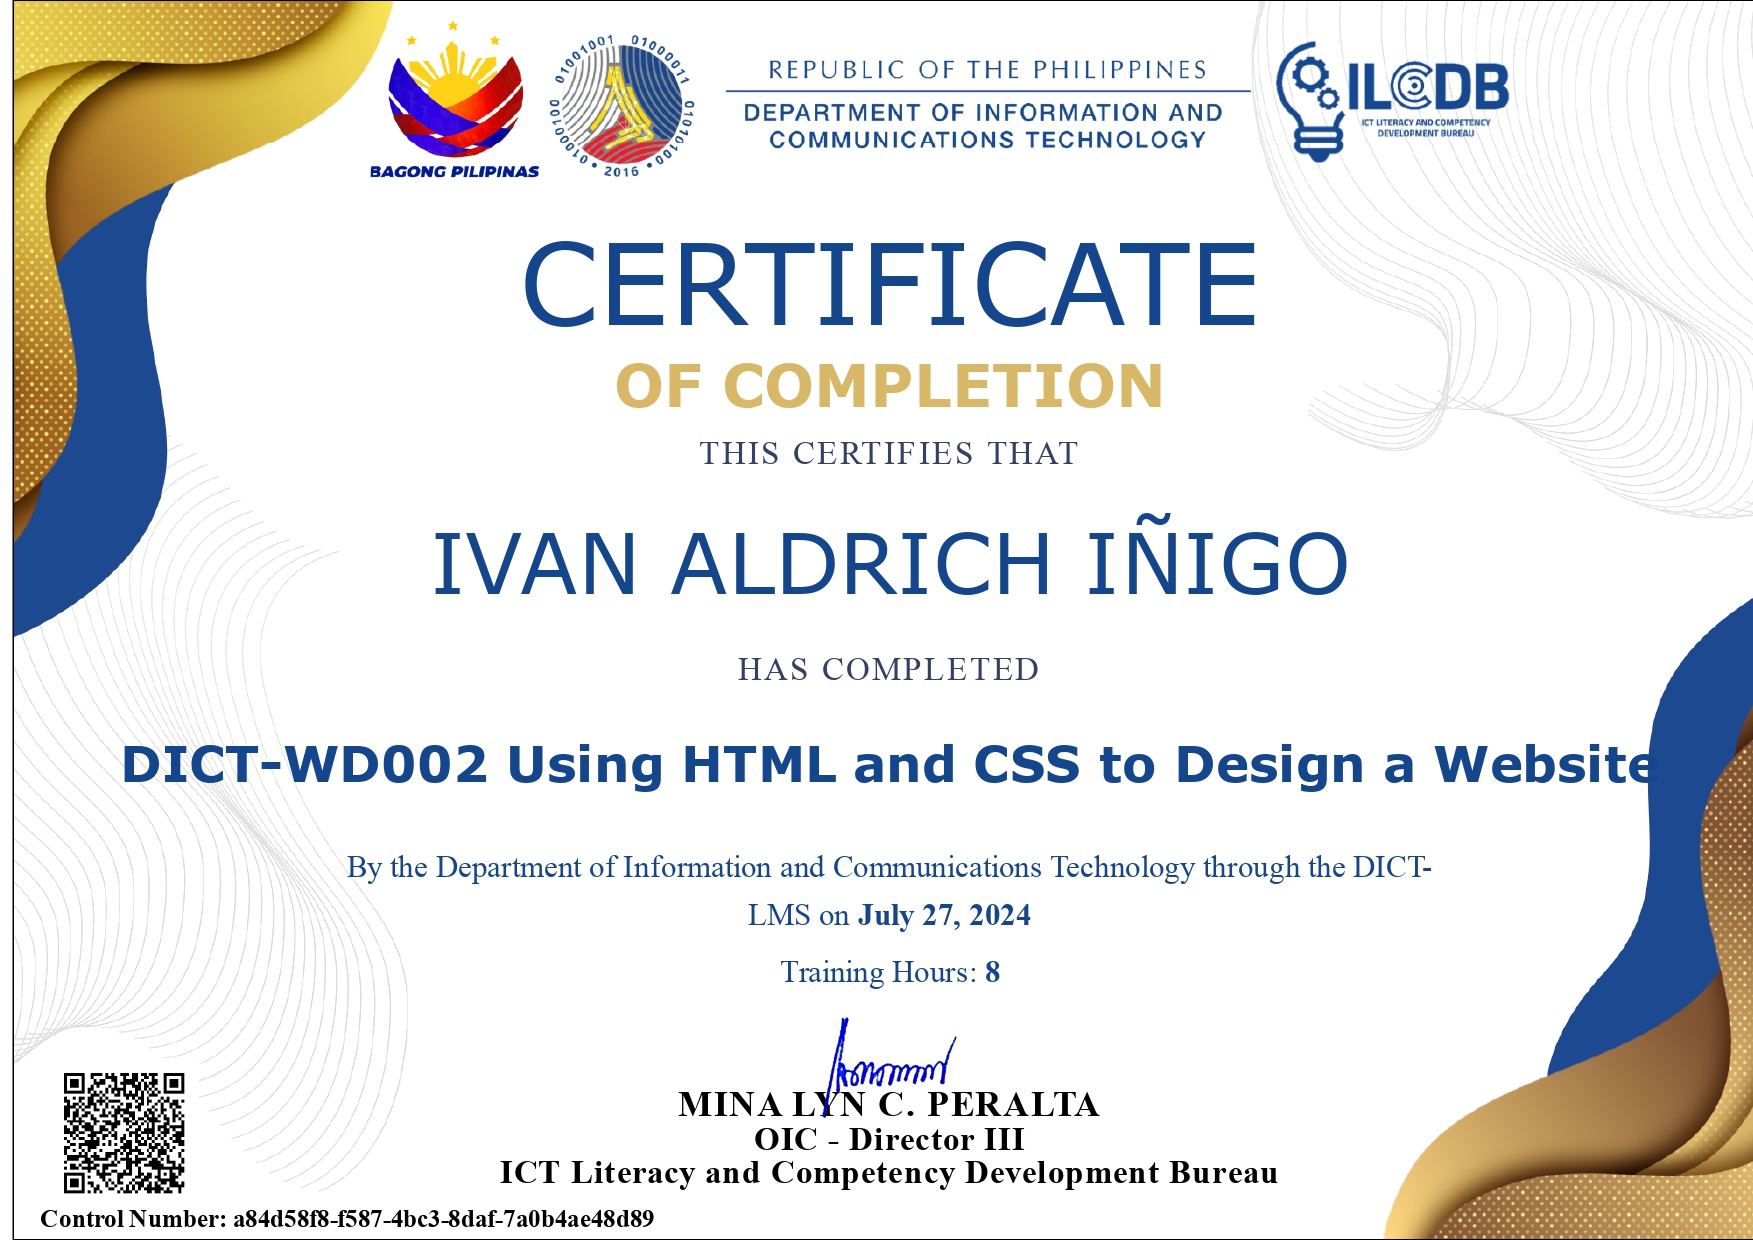 BAGONG PILIPINAS
01000100 01001001 01000011 01010100 • 2016 •
REPUBLIC OF THE PHILIPPINES
DEPARTMENT OF INFORMATION AND
COMMUNICATIONS TECHNOLOGY
ILCDB
ICT LITERACY AND COMPETENCY
DEVELOPMENT BUREAU
CERTIFICATE
OF COMPLETION
THIS CERTIFIES THAT
IVAN ALDRICH IÑIGO
HAS COMPLETED
DICT-WD002 Using HTML and CSS to Design a Website
By the Department of Information and Communications Technology through the DICT-
LMS on July 27, 2024
Training Hours: 8
MINA LYN C. PERALTA
OIC - Director III
ICT Literacy and Competency Development Bureau
Control Number: a84d58f8-f587-4bc3-8daf-7a0b4ae48d89